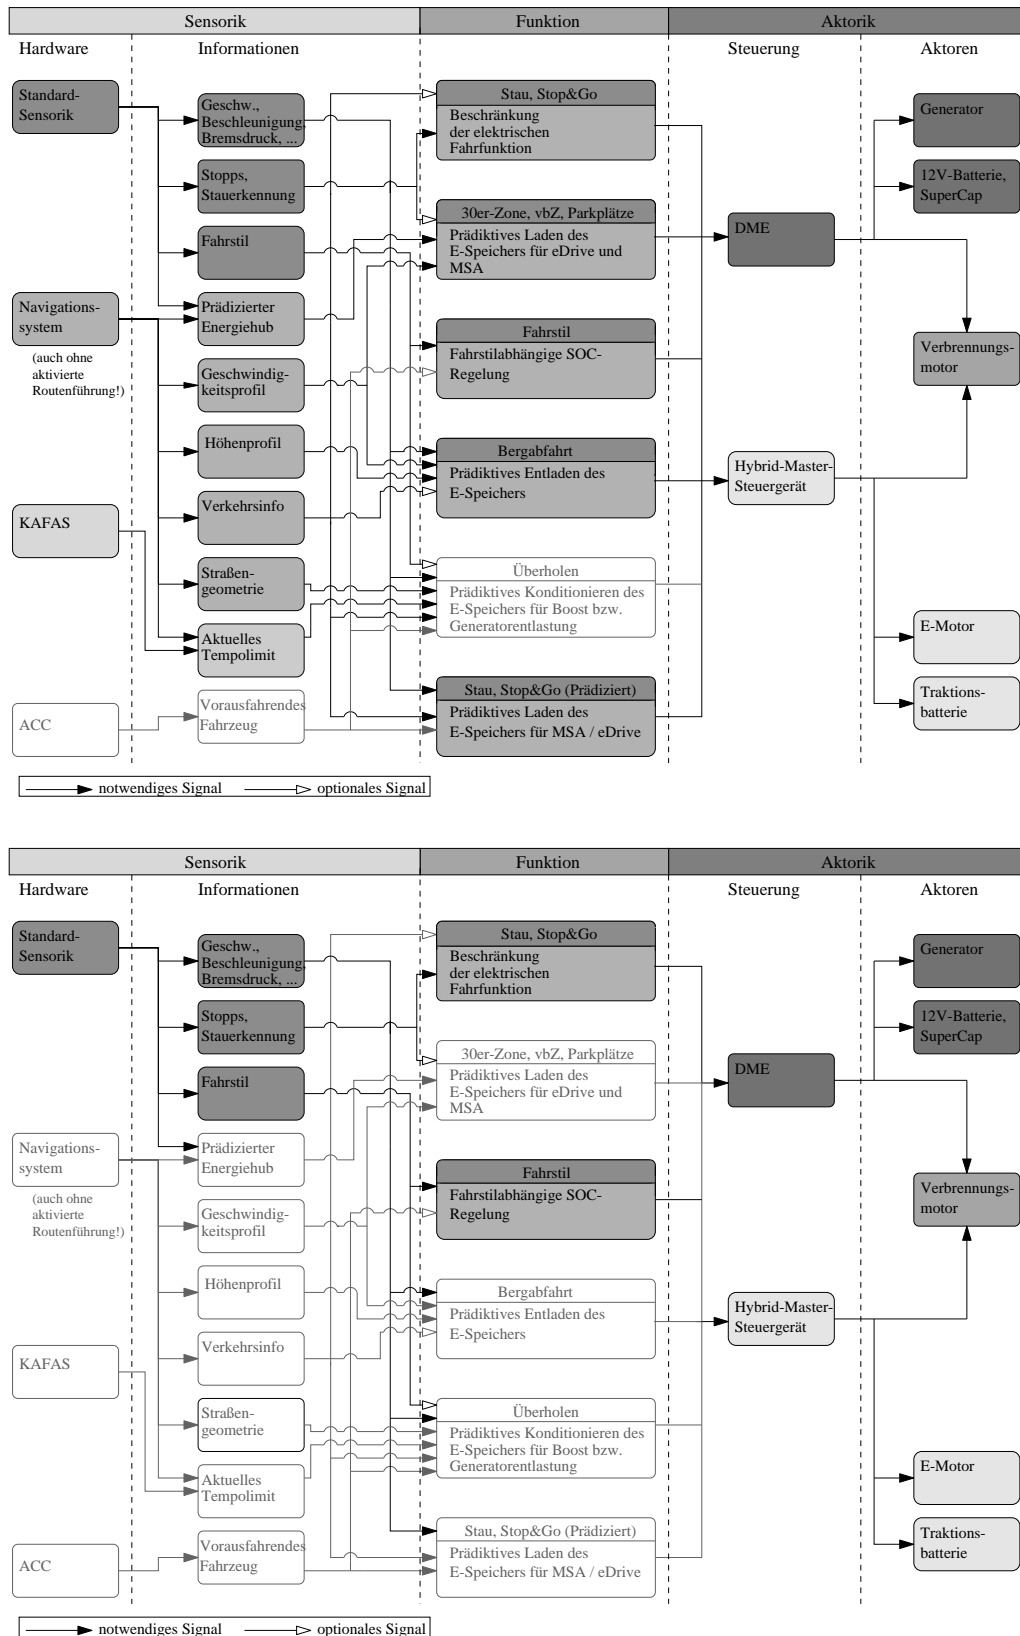 Sensorik
Funktion
Aktorik
Hardware
Informationen
Steuerung
Aktoren
Standard-
Sensorik
Navigations-
system
(auch ohne
aktivierte
Routenführung!)
KAFAS
ACC
Geschw.,
Beschleunigung,
Bremsdruck, ...
Stopps,
Stauerkennung
Fahrstil
Prädizierter
Energiehub
Geschwindig-
keitsprofil
Höhenprofil
Verkehrsinfo
Straßen-
geometrie
Aktuelles
Tempolimit
Vorausfahrendes
Fahrzeug
Stau, Stop&Go
Beschränkung
der elektrischen
Fahrfunktion
30er-Zone, vbZ, Parkplätze
Prädiktives Laden des
E-Speichers für eDrive und
MSA
Fahrstil
Fahrstilabhängige SOC-
Regelung
Bergabfahrt
Prädiktives Entladen des
E-Speichers
Überholen
Prädiktives Konditionieren des
E-Speichers für Boost bzw.
Generatorentlastung
Stau, Stop&Go (Prädiziert)
Prädiktives Laden des
E-Speichers für MSA / eDrive
DME
Hybrid-Master-
Steuergerät
Generator
12V-Batterie,
SuperCap
Verbrennungs-
motor
E-Motor
Traktions-
batterie
notwendiges Signal
optionales Signal
Sensorik
Funktion
Aktorik
Hardware
Informationen
Steuerung
Aktoren
Standard-
Sensorik
Navigations-
system
(auch ohne
aktivierte
Routenführung!)
KAFAS
ACC
Geschw.,
Beschleunigung,
Bremsdruck, ...
Stopps,
Stauerkennung
Fahrstil
Prädizierter
Energiehub
Geschwindig-
keitsprofil
Höhenprofil
Verkehrsinfo
Straßen-
geometrie
Aktuelles
Tempolimit
Vorausfahrendes
Fahrzeug
Stau, Stop&Go
Beschränkung
der elektrischen
Fahrfunktion
30er-Zone, vbZ, Parkplätze
Prädiktives Laden des
E-Speichers für eDrive und
MSA
Fahrstil
Fahrstilabhängige SOC-
Regelung
Bergabfahrt
Prädiktives Entladen des
E-Speichers
Überholen
Prädiktives Konditionieren des
E-Speichers für Boost bzw.
Generatorentlastung
Stau, Stop&Go (Prädiziert)
Prädiktives Laden des
E-Speichers für MSA / eDrive
DME
Hybrid-Master-
Steuergerät
Generator
12V-Batterie,
SuperCap
Verbrennungs-
motor
E-Motor
Traktions-
batterie
notwendiges Signal
optionales Signal